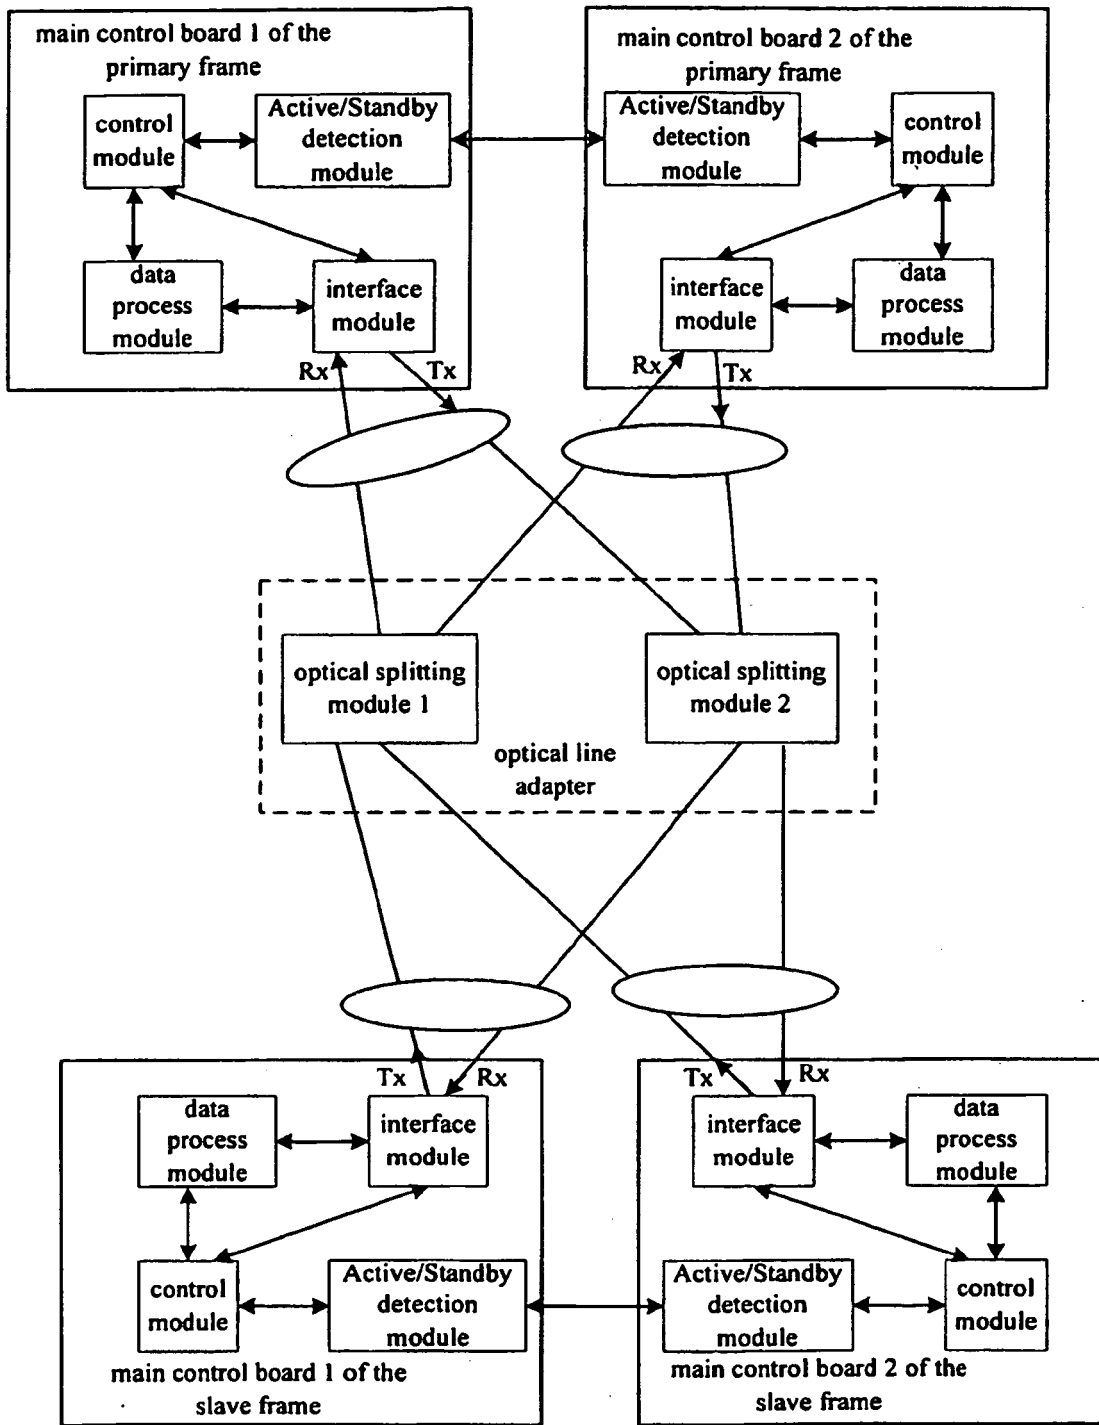 main control board 1 of the
primary frame
control
module
Active/Standby
detection
module
data
process
module
interface
module
Rx
Tx
main control board 2 of the
primary frame
Active/Standby
detection
module
control
module
interface
module
data
process
module
Rx
Tx
optical splitting
module 1
optical splitting
module 2
optical line
adapter
Tx
Rx
data
process
module
interface
module
control
module
Active/Standby
detection
module
main control board 1 of the
slave frame
Tx
Rx
interface
module
data
process
module
Active/Standby
detection
module
control
module
main control board 2 of the
slave frame